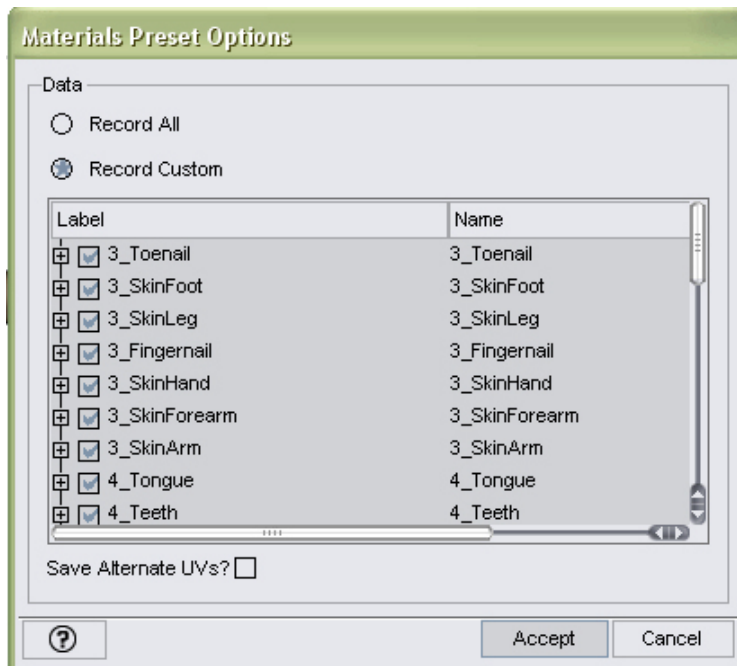 Materials Preset Options
Data
Record All
Record Custom
Label Name
3_Toenail 3_Toenail
3_SkinFoot 3_SkinFoot
3_SkinLeg 3_SkinLeg
3_Fingernail 3_Fingernail
3_SkinHand 3_SkinHand
3_SkinForearm 3_SkinForearm
3_SkinArm 3_SkinArm
4_Tongue 4_Tongue
4_Teeth 4_Teeth
Save Alternate UVs?
? Accept Cancel